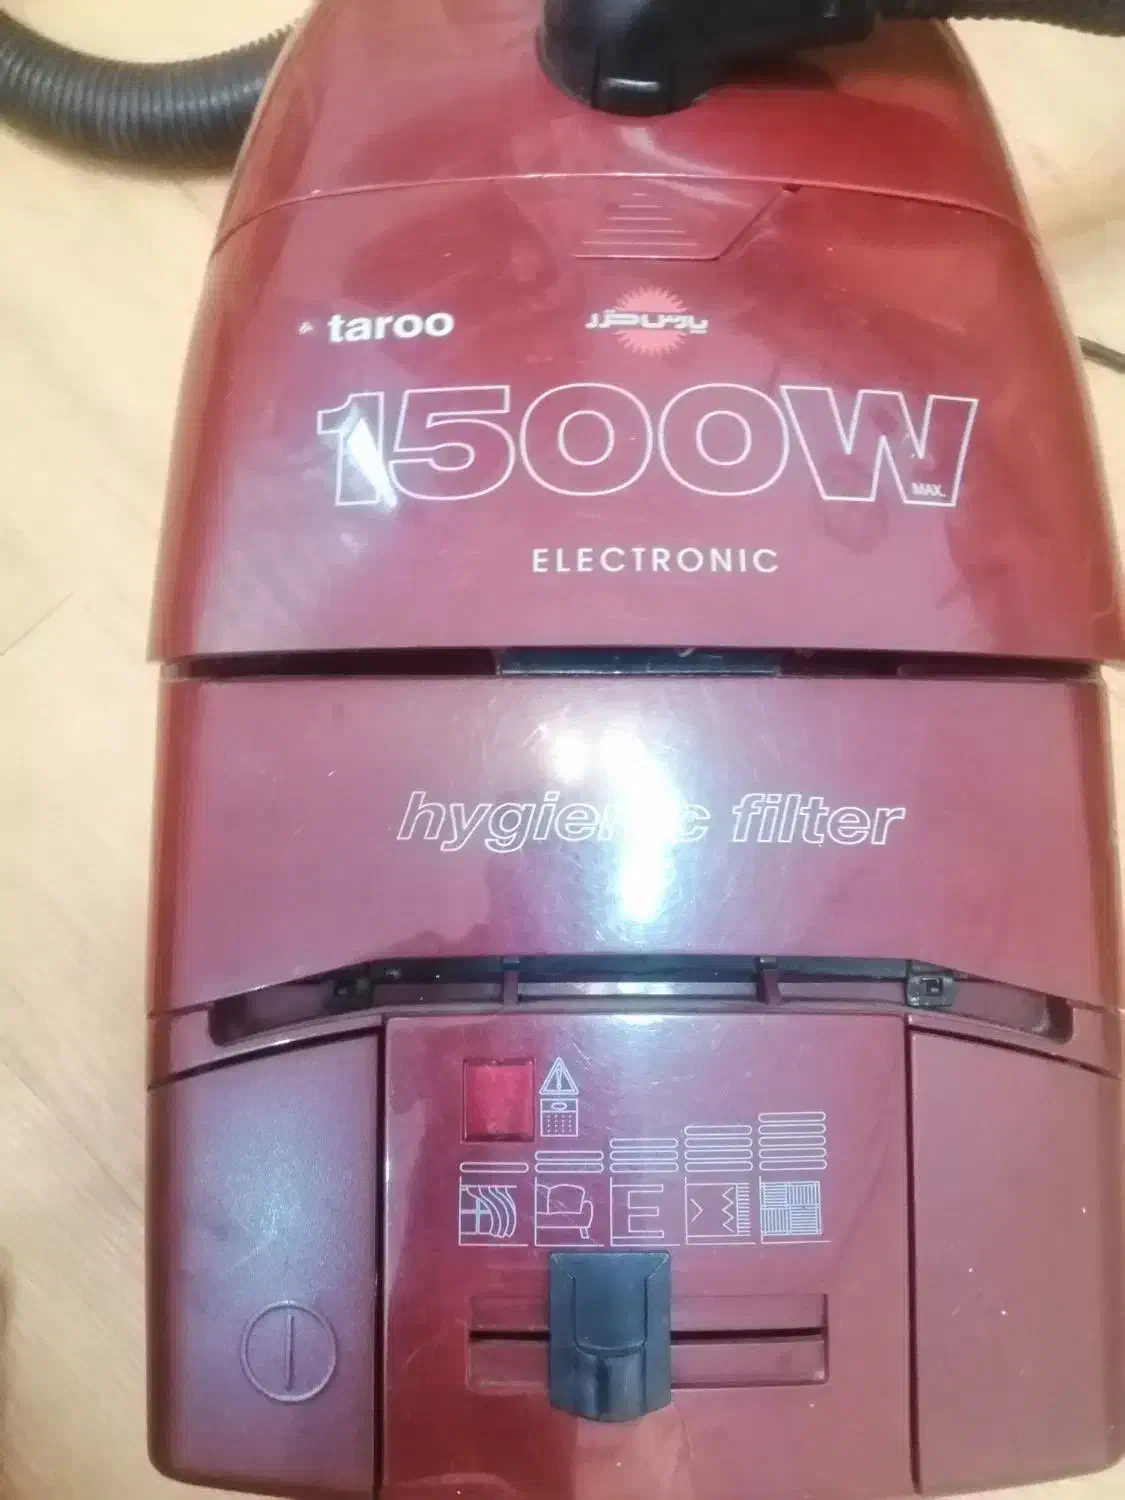 taroo
پارس خزر
1500W
MAX.
ELECTRONIC
hygienic filter
E